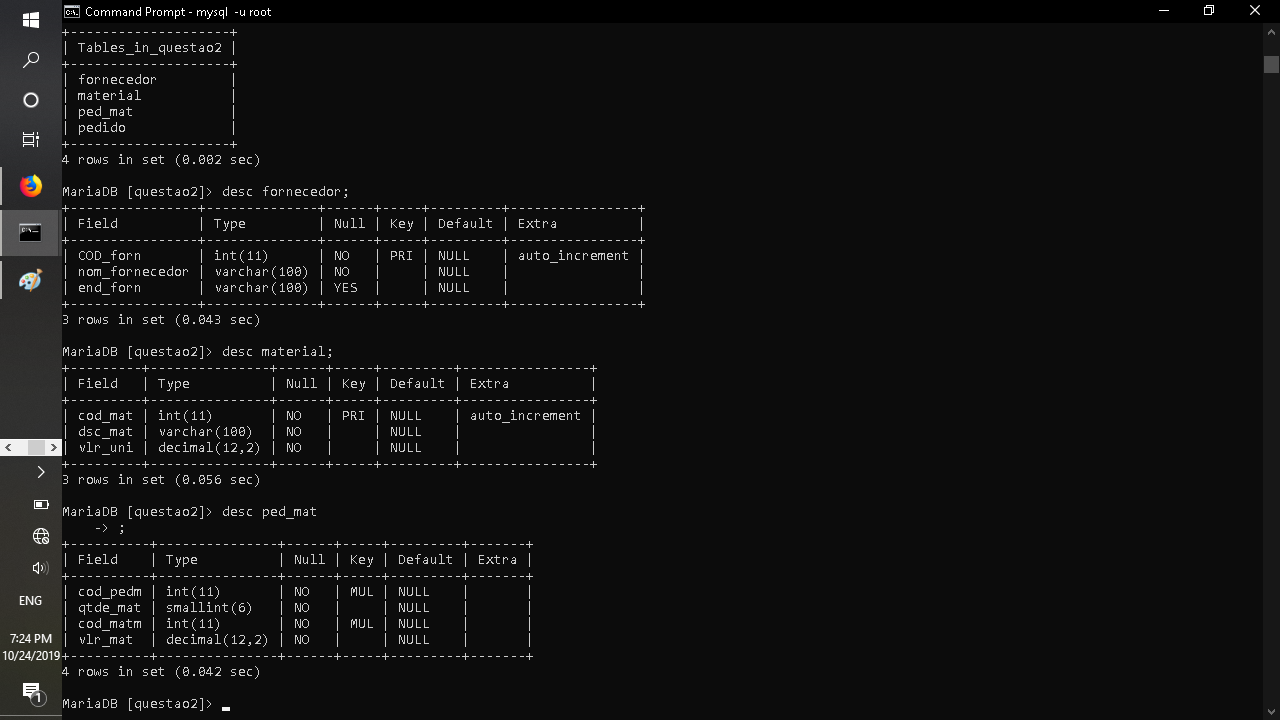 Command Prompt - mysql  -u root
+--------------------+
| Tables_in_questao2 |
+--------------------+
| fornecedor         |
| material           |
| ped_mat            |
| pedido             |
+--------------------+
4 rows in set (0.002 sec)
MariaDB [questao2]> desc fornecedor;
+----------------+--------------+------+-----+---------+----------------+
| Field          | Type         | Null | Key | Default | Extra          |
+----------------+--------------+------+-----+---------+----------------+
| COD_forn       | int(11)      | NO   | PRI | NULL    | auto_increment |
| nom_fornecedor | varchar(100) | NO   |     | NULL    |                |
| end_forn       | varchar(100) | YES  |     | NULL    |                |
+----------------+--------------+------+-----+---------+----------------+
3 rows in set (0.043 sec)
MariaDB [questao2]> desc material;
+---------+---------------+------+-----+---------+----------------+
| Field   | Type          | Null | Key | Default | Extra          |
+---------+---------------+------+-----+---------+----------------+
| cod_mat | int(11)       | NO   | PRI | NULL    | auto_increment |
| dsc_mat | varchar(100)  | NO   |     | NULL    |                |
| vlr_uni | decimal(12,2) | NO   |     | NULL    |                |
+---------+---------------+------+-----+---------+----------------+
3 rows in set (0.056 sec)
MariaDB [questao2]> desc ped_mat
    -> ;
+----------+---------------+------+-----+---------+-------+
| Field    | Type          | Null | Key | Default | Extra |
+----------+---------------+------+-----+---------+-------+
| cod_pedm | int(11)       | NO   | MUL | NULL    |       |
| qtde_mat | smallint(6)   | NO   |     | NULL    |       |
| cod_matm | int(11)       | NO   | MUL | NULL    |       |
| vlr_mat  | decimal(12,2) | NO   |     | NULL    |       |
+----------+---------------+------+-----+---------+-------+
4 rows in set (0.042 sec)
MariaDB [questao2]> _
ENG
7:24 PM
10/24/2019
1